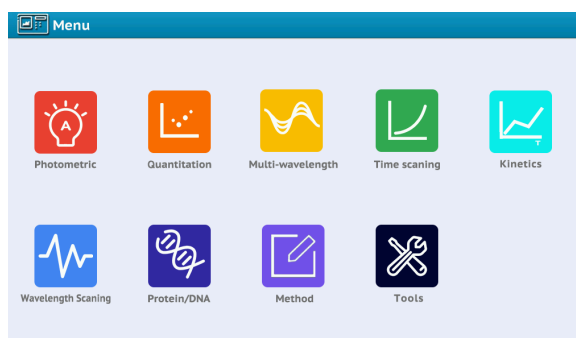 Menu
A
Photometric
Quantitation
Multi-wavelength
Time scaning
T
Kinetics
Wavelength Scaning
Protein/DNA
Method
Tools